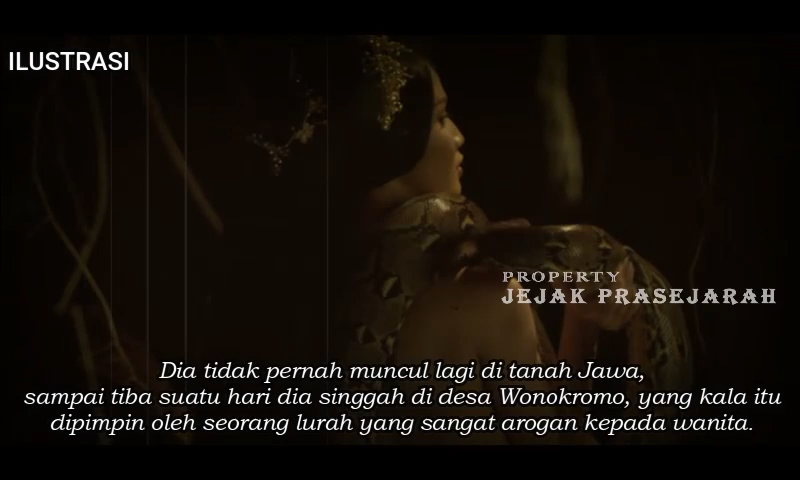 ILUSTRASI
PROPERTY
JEJAK PRASEJARAH
Dia tidak pernah muncul lagi di tanah Jawa,
sampai tiba suatu hari dia singgah di desa Wonokromo, yang kala itu
dipimpin oleh seorang lurah yang sangat arogan kepada wanita.